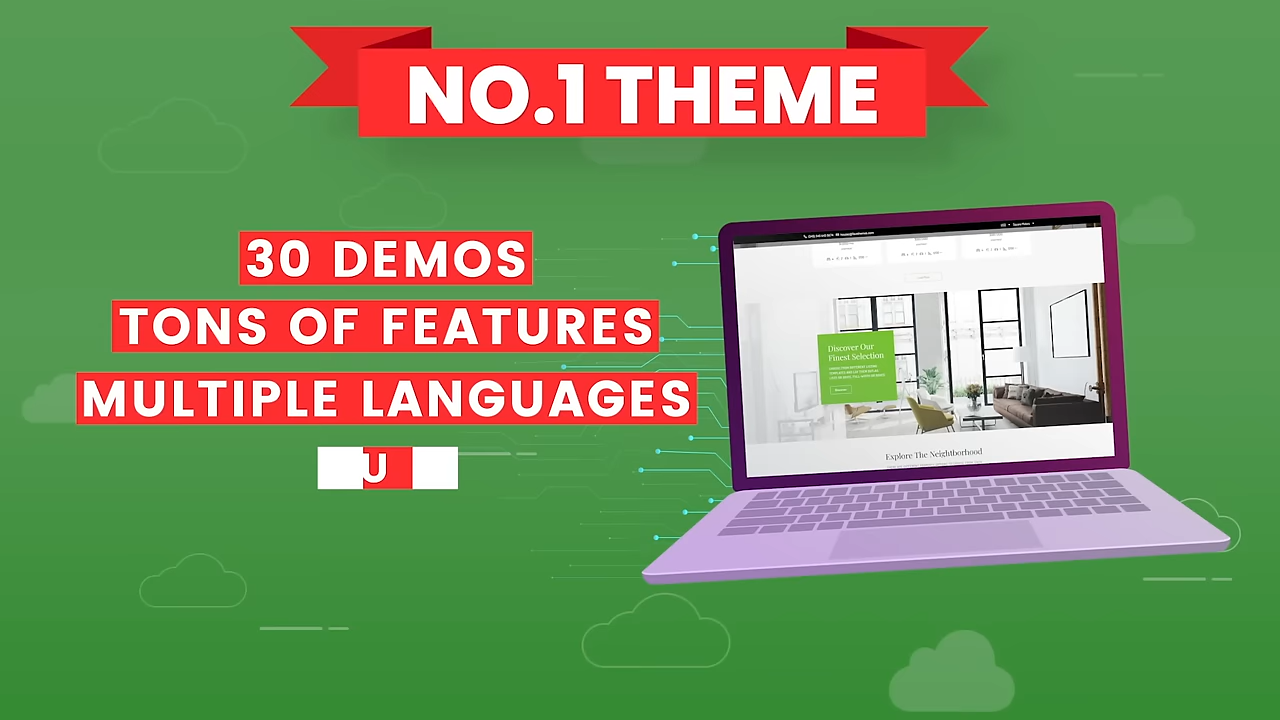 NO.1 THEME
30 DEMOS
TONS OF FEATURES
MULTIPLE LANGUAGES
U
Discover Our
Finest Selection
Explore The Neighborhood